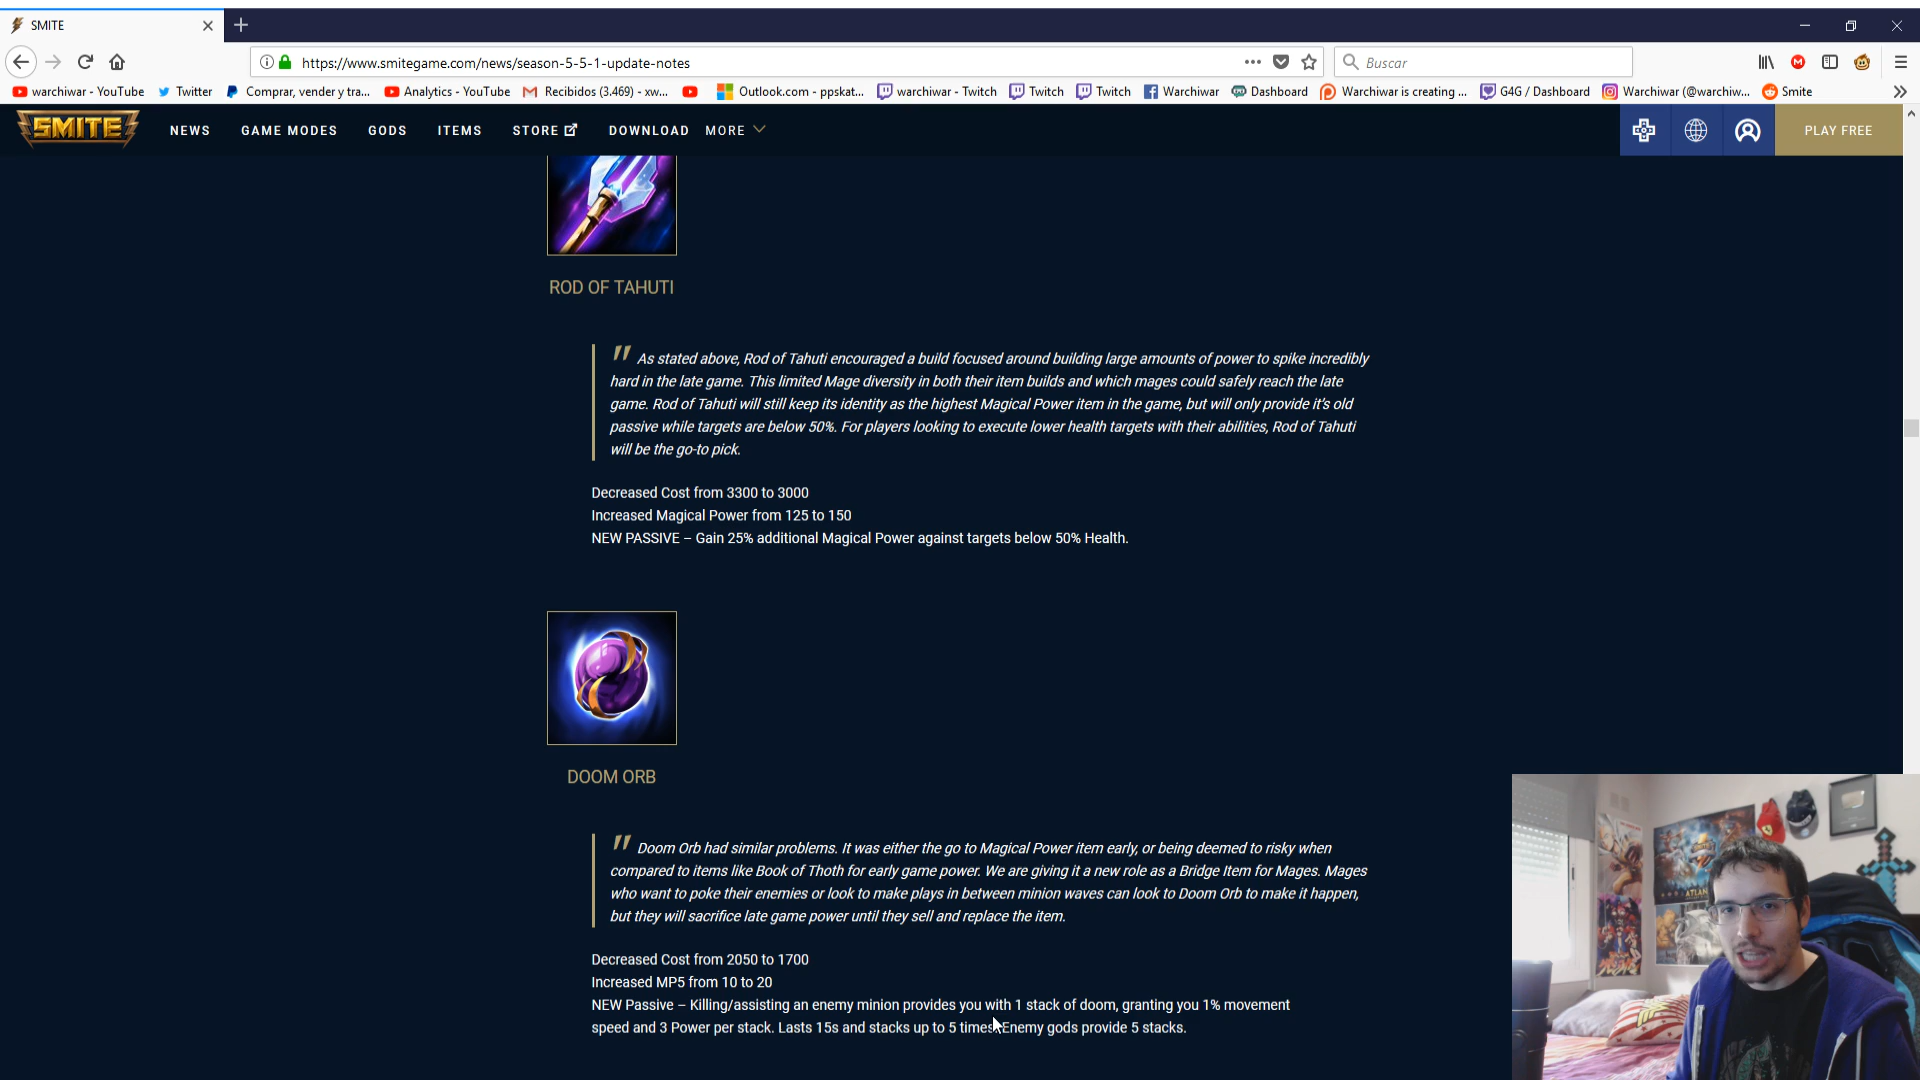 SMITE
https://www.smitegame.com/news/season-5-5-1-update-notes
Buscar
warchiwar - YouTube
Twitter
Comprar, vender y tra...
Analytics - YouTube
Recibidos (3.469) - xw...
Outlook.com - ppskat...
warchiwar - Twitch
Twitch
Twitch
Warchiwar
Dashboard
Warchiwar is creating ...
G4G / Dashboard
Warchiwar (@warchiw...
Smite
SMITE
NEWS
GAME MODES
GODS
ITEMS
STORE
DOWNLOAD
MORE
PLAY FREE
ROD OF TAHUTI
" As stated above, Rod of Tahuti encouraged a build focused around building large amounts of power to spike incredibly
hard in the late game. This limited Mage diversity in both their item builds and which mages could safely reach the late
game. Rod of Tahuti will still keep its identity as the highest Magical Power item in the game, but will only provide it's old
passive while targets are below 50%. For players looking to execute lower health targets with their abilities, Rod of Tahuti
will be the go-to pick.
Decreased Cost from 3300 to 3000
Increased Magical Power from 125 to 150
NEW PASSIVE – Gain 25% additional Magical Power against targets below 50% Health.
DOOM ORB
" Doom Orb had similar problems. It was either the go to Magical Power item early, or being deemed to risky when
compared to items like Book of Thoth for early game power. We are giving it a new role as a Bridge Item for Mages. Mages
who want to poke their enemies or look to make plays in between minion waves can look to Doom Orb to make it happen,
but they will sacrifice late game power until they sell and replace the item.
Decreased Cost from 2050 to 1700
Increased MP5 from 10 to 20
NEW Passive – Killing/assisting an enemy minion provides you with 1 stack of doom, granting you 1% movement
speed and 3 Power per stack. Lasts 15s and stacks up to 5 times. Enemy gods provide 5 stacks.